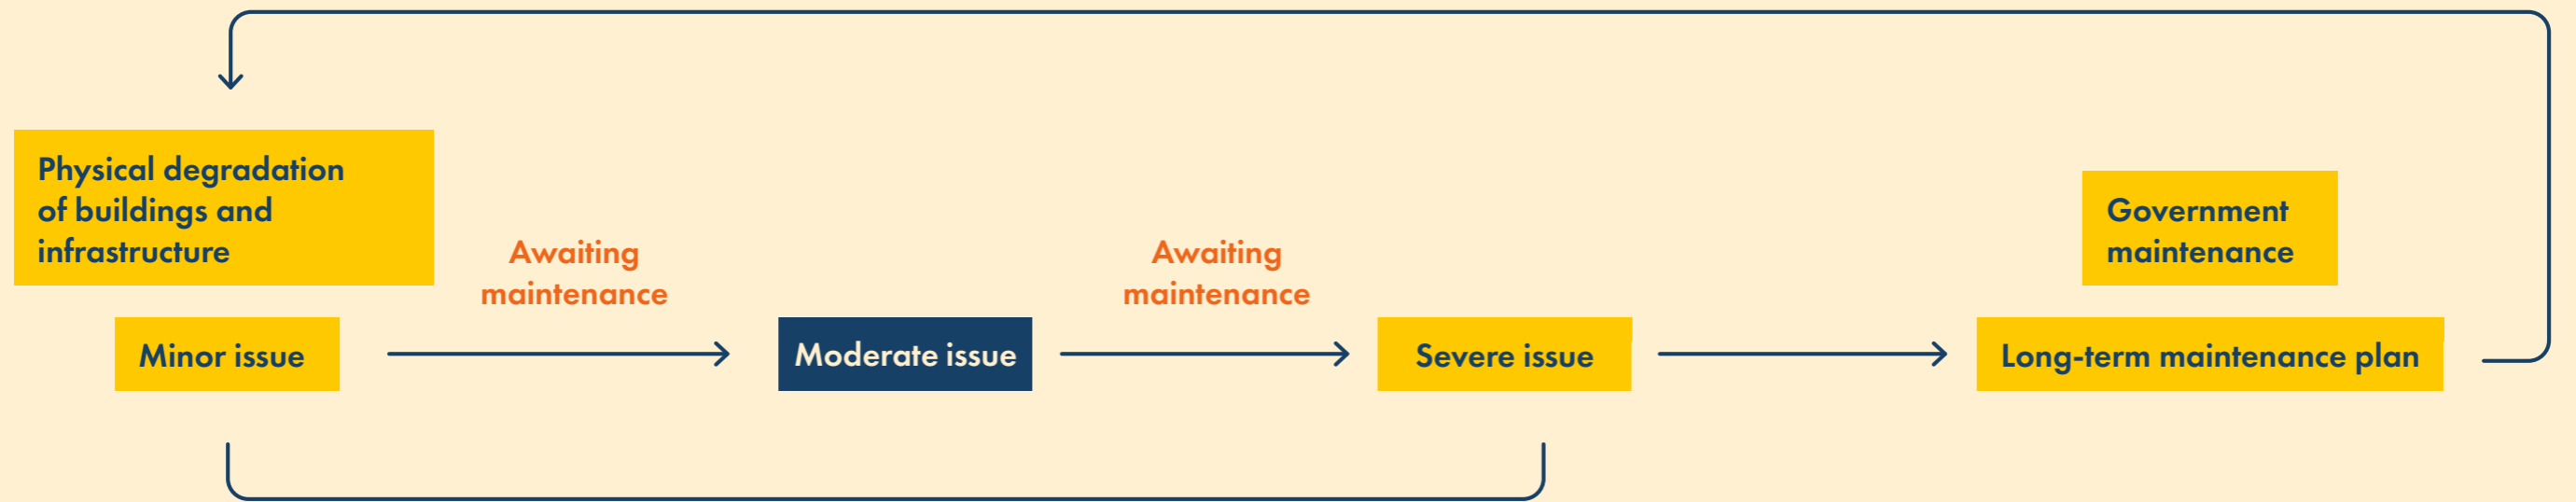 Physical degradation
of buildings and
infrastructure
Minor issue
Awaiting
maintenance
Moderate issue
Awaiting
maintenance
Severe issue
Government
maintenance
Long-term maintenance plan